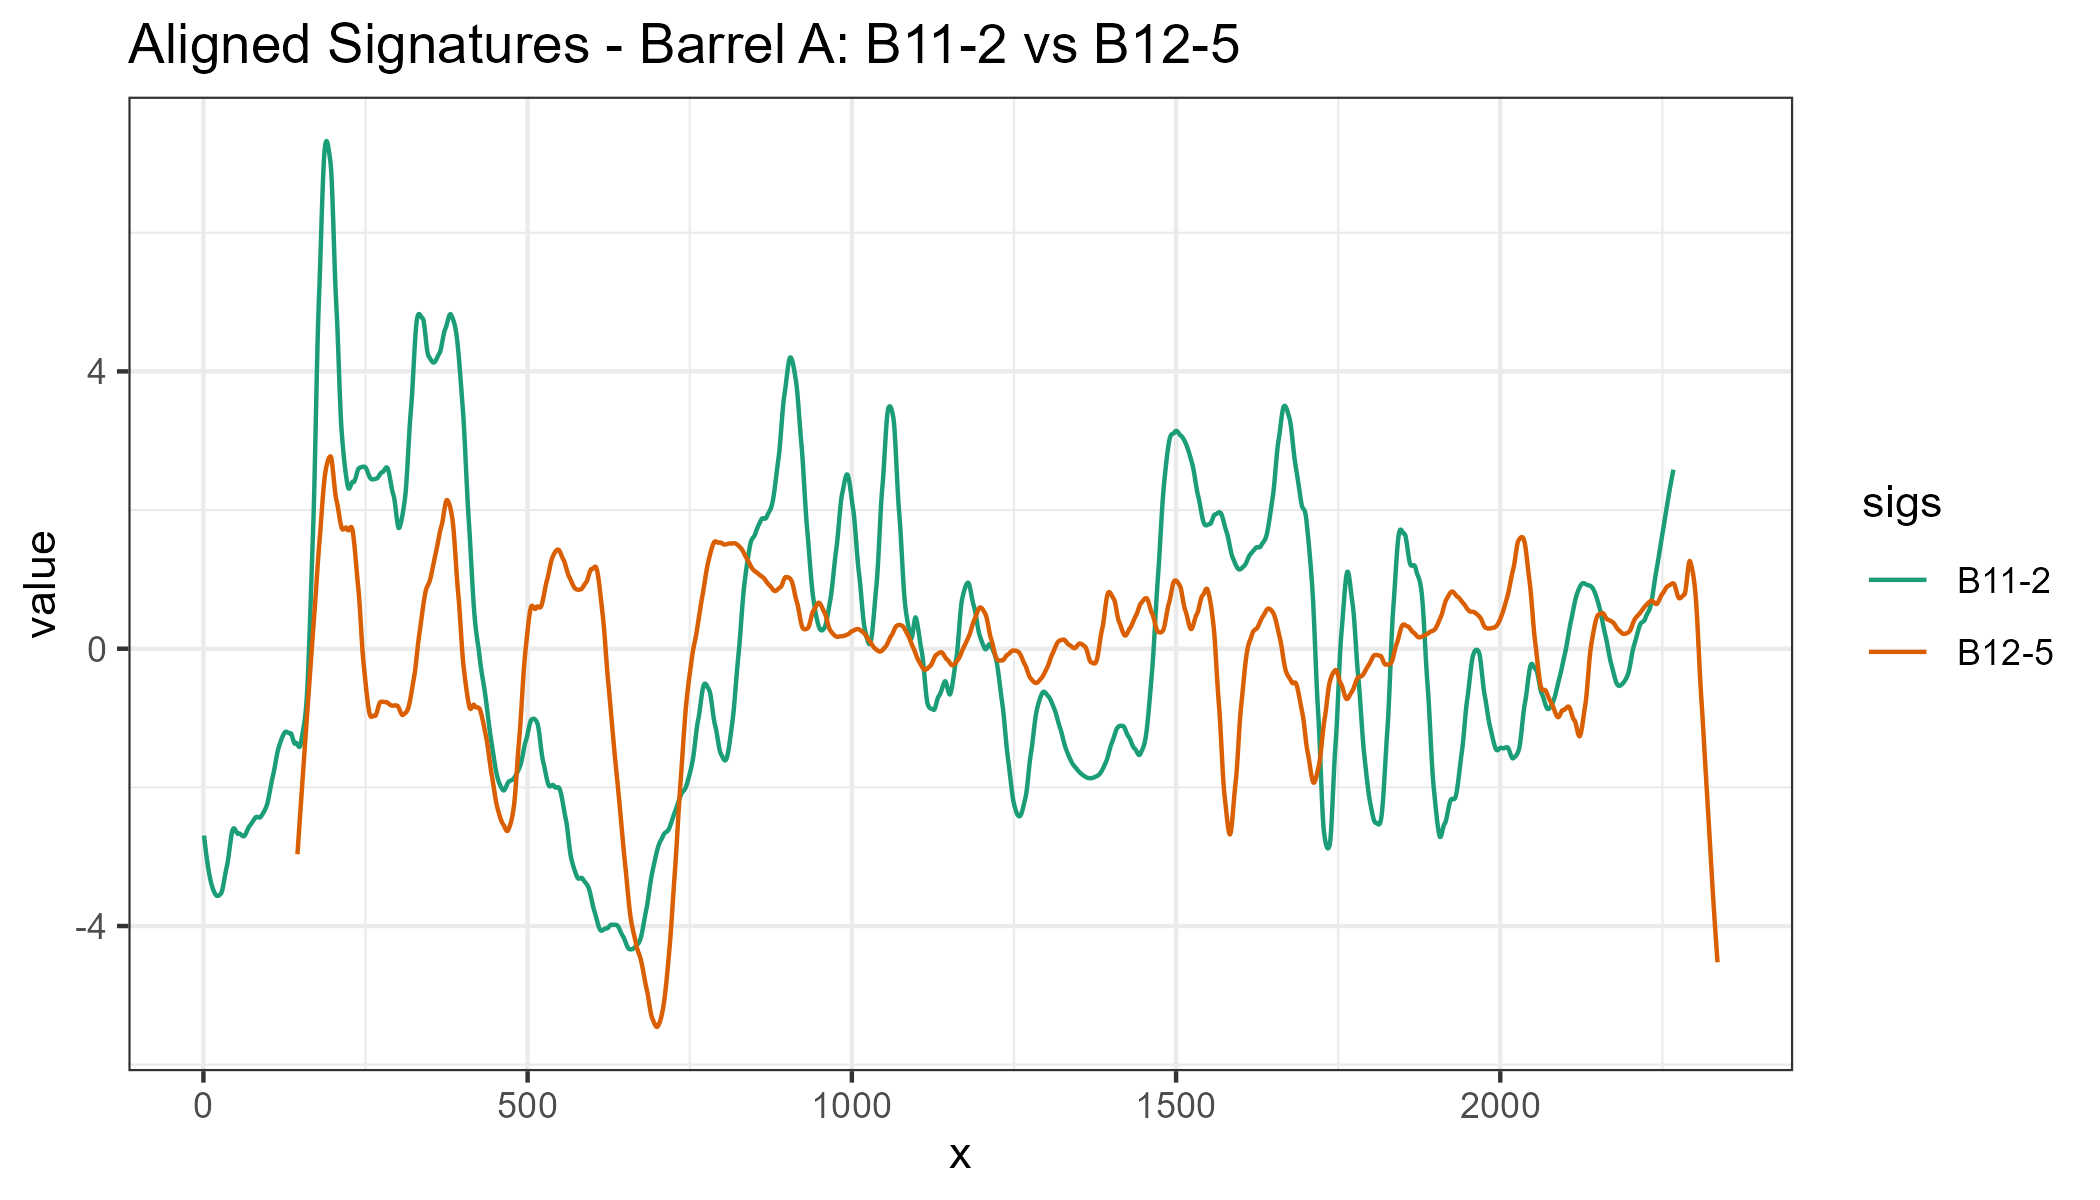 Aligned Signatures - Barrel A: B11-2 vs B12-5
value
4
0
-4
0 500 1000 1500 2000
x
sigs
B11-2
B12-5